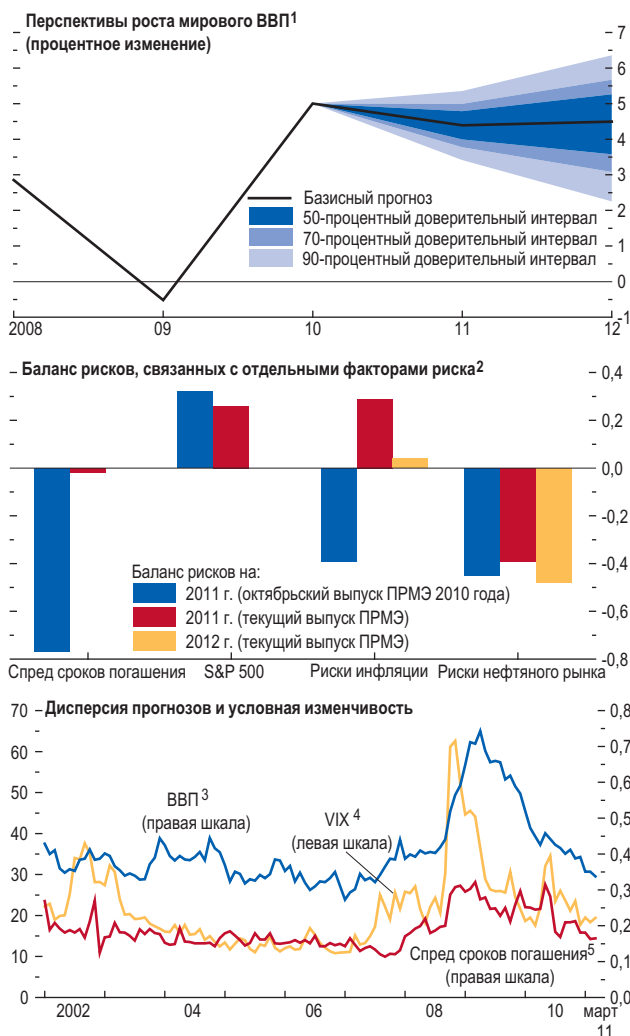 Перспективы роста мирового ВВП1
(процентное изменение)
7
6
5
4
3
2
1
0
-1
Базисный прогноз
50-процентный доверительный интервал
70-процентный доверительный интервал
90-процентный доверительный интервал
2008 09 10 11 12
Баланс рисков, связанных с отдельными факторами риска2
0,4
0,2
0,0
-0,2
-0,4
-0,6
-0,8
Баланс рисков на:
2011 г. (октябрьский выпуск ПРМЭ 2010 года)
2011 г. (текущий выпуск ПРМЭ)
2012 г. (текущий выпуск ПРМЭ)
Спред сроков погашения S&P 500 Риски инфляции Риски нефтяного рынка
Дисперсия прогнозов и условная изменчивость
70
60
50
40
30
20
10
0
0,8
0,7
0,6
0,5
0,4
0,3
0,2
0,1
0,0
ВВП 3
(правая шкала)
VIX 4
(левая шкала)
Спред сроков погашения5
(правая шкала)
2002 04 06 08 10 март
11